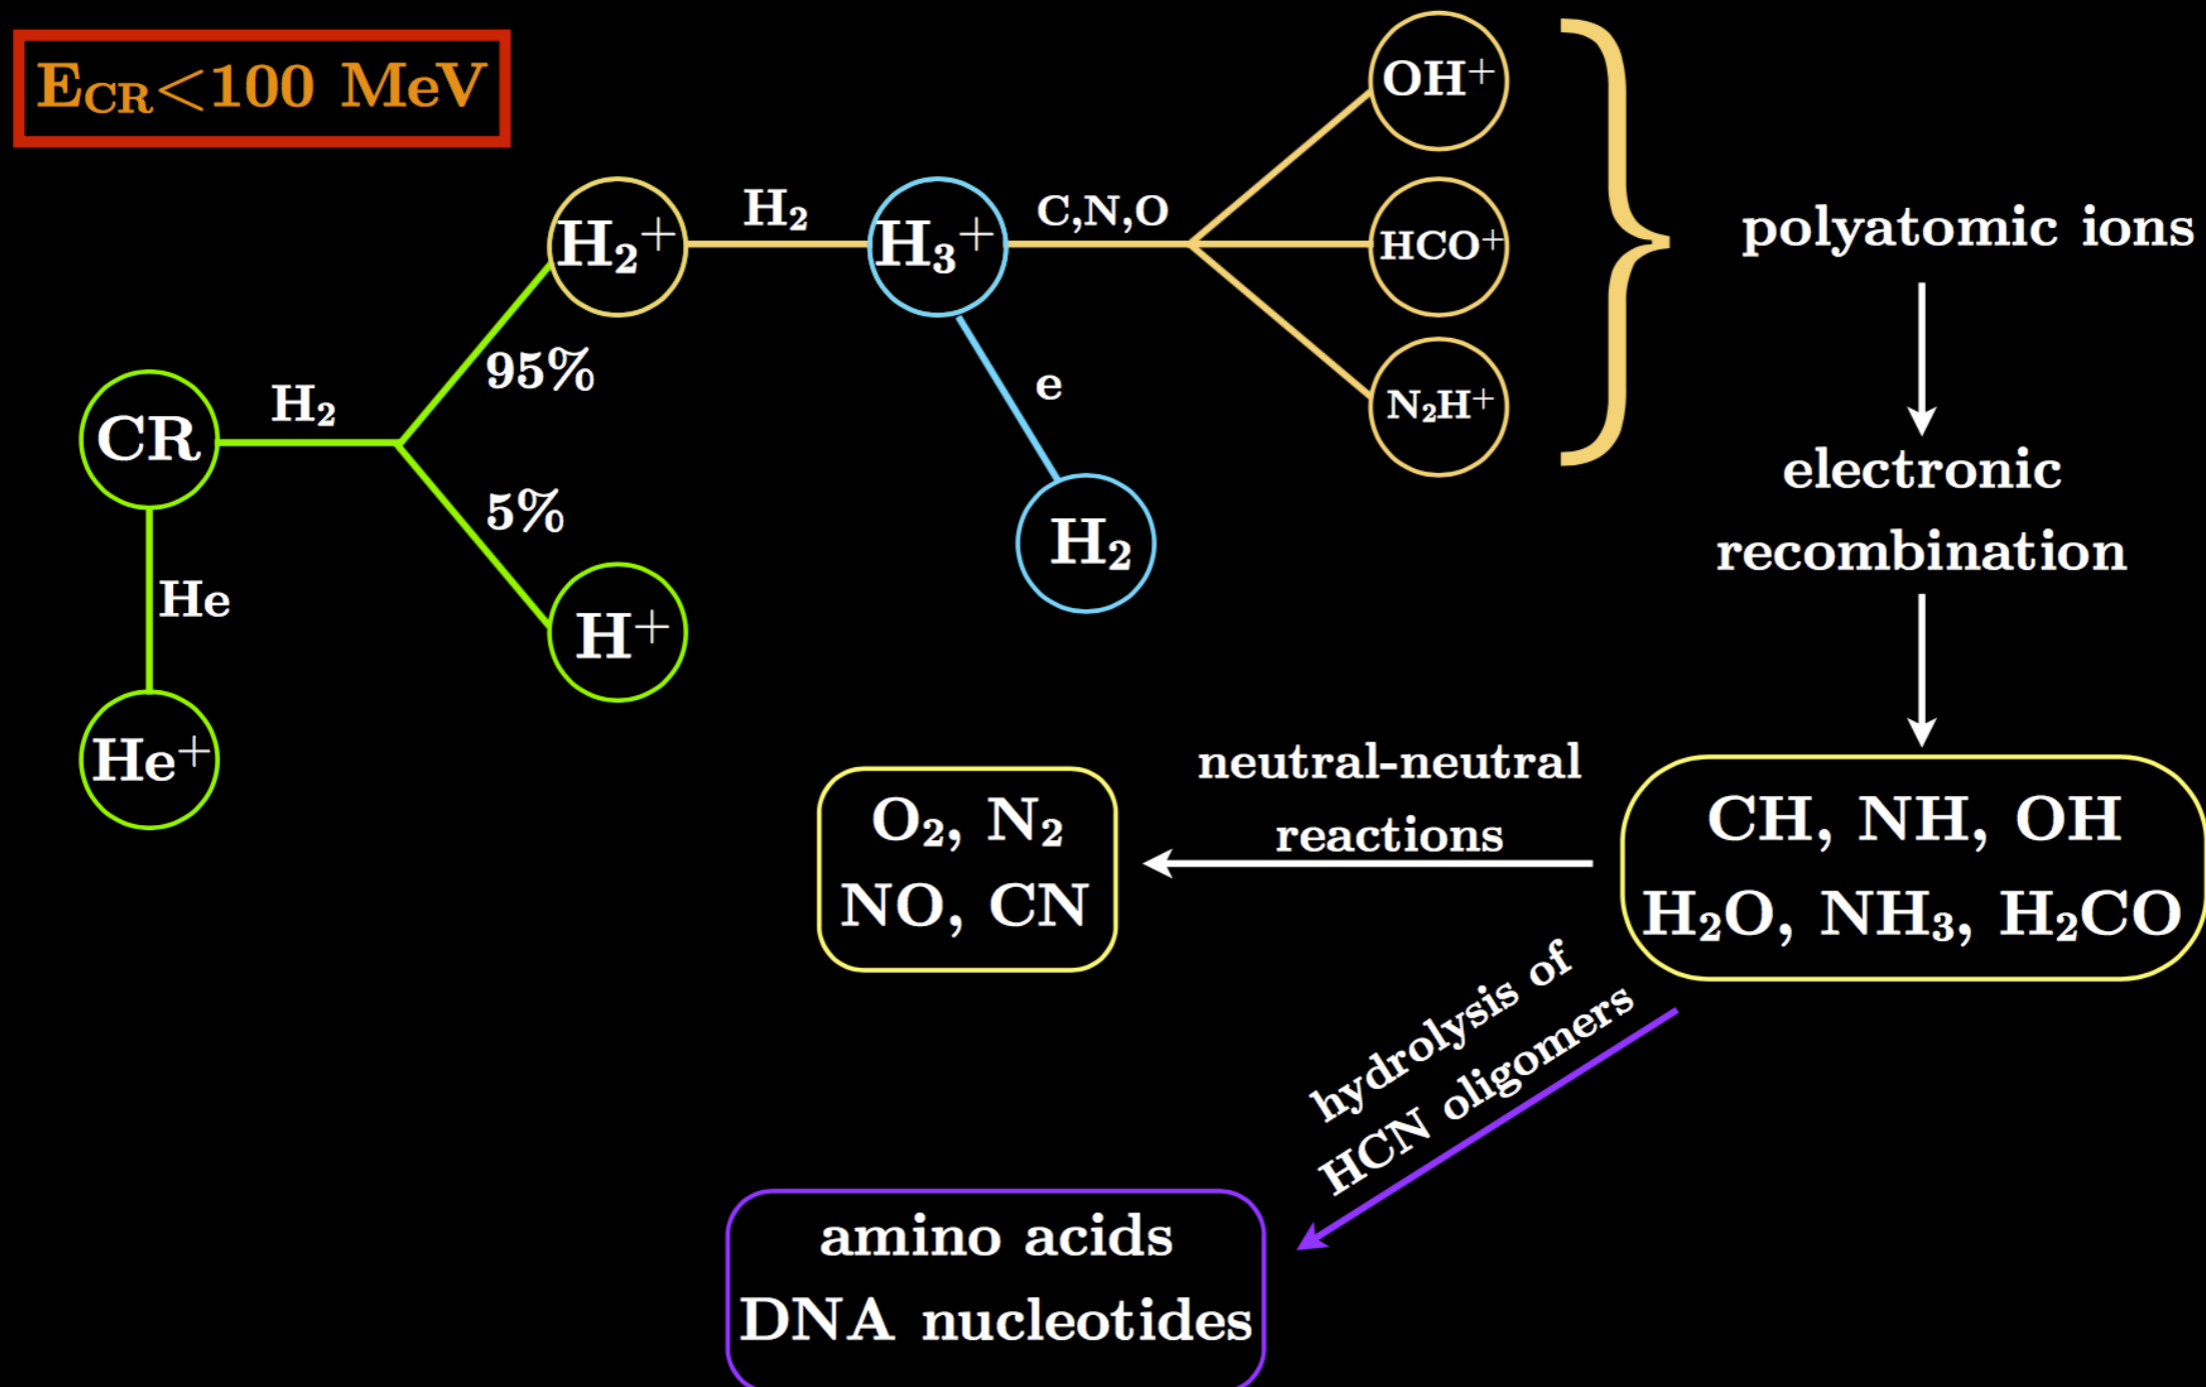 E_CR<100 MeV
OH⁺
H₂⁺
H₂
H₃⁺
C,N,O
HCO⁺
polyatomic ions
95%
e
N₂H⁺
CR
H₂
5%
H₂
electronic
recombination
He
H⁺
He⁺
neutral-neutral
reactions
O₂, N₂
NO, CN
CH, NH, OH
H₂O, NH₃, H₂CO
hydrolysis of
HCN oligomers
amino acids
DNA nucleotides